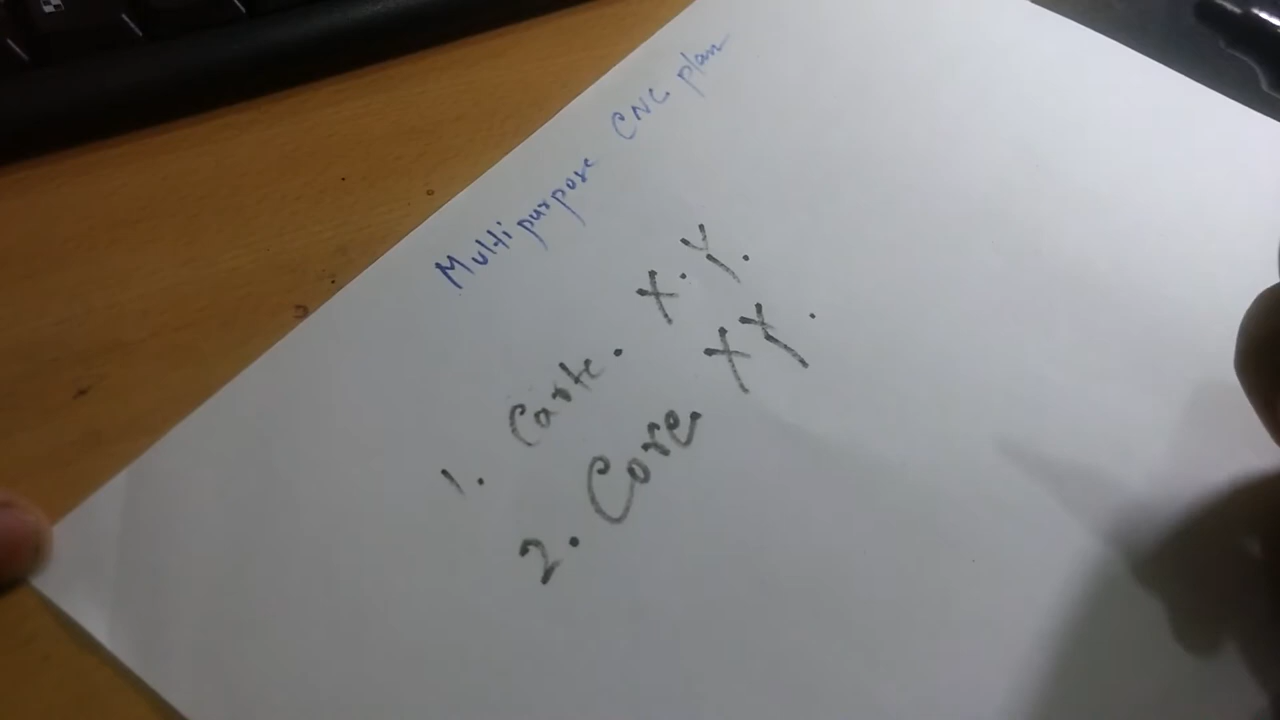 Multipurpose CNC plan
1. Carte. X.Y.
2. Core. XY.